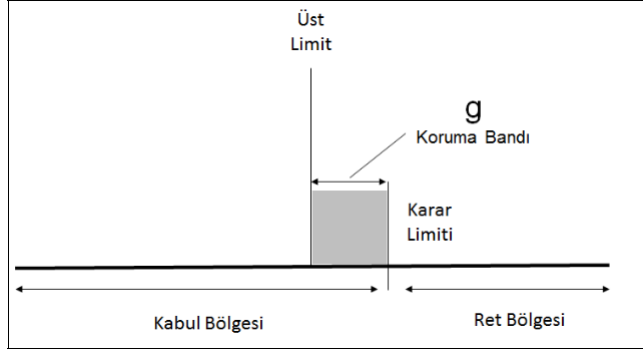 Üst
Limit
g
Koruma Bandı
Karar
Limiti
Kabul Bölgesi
Ret Bölgesi